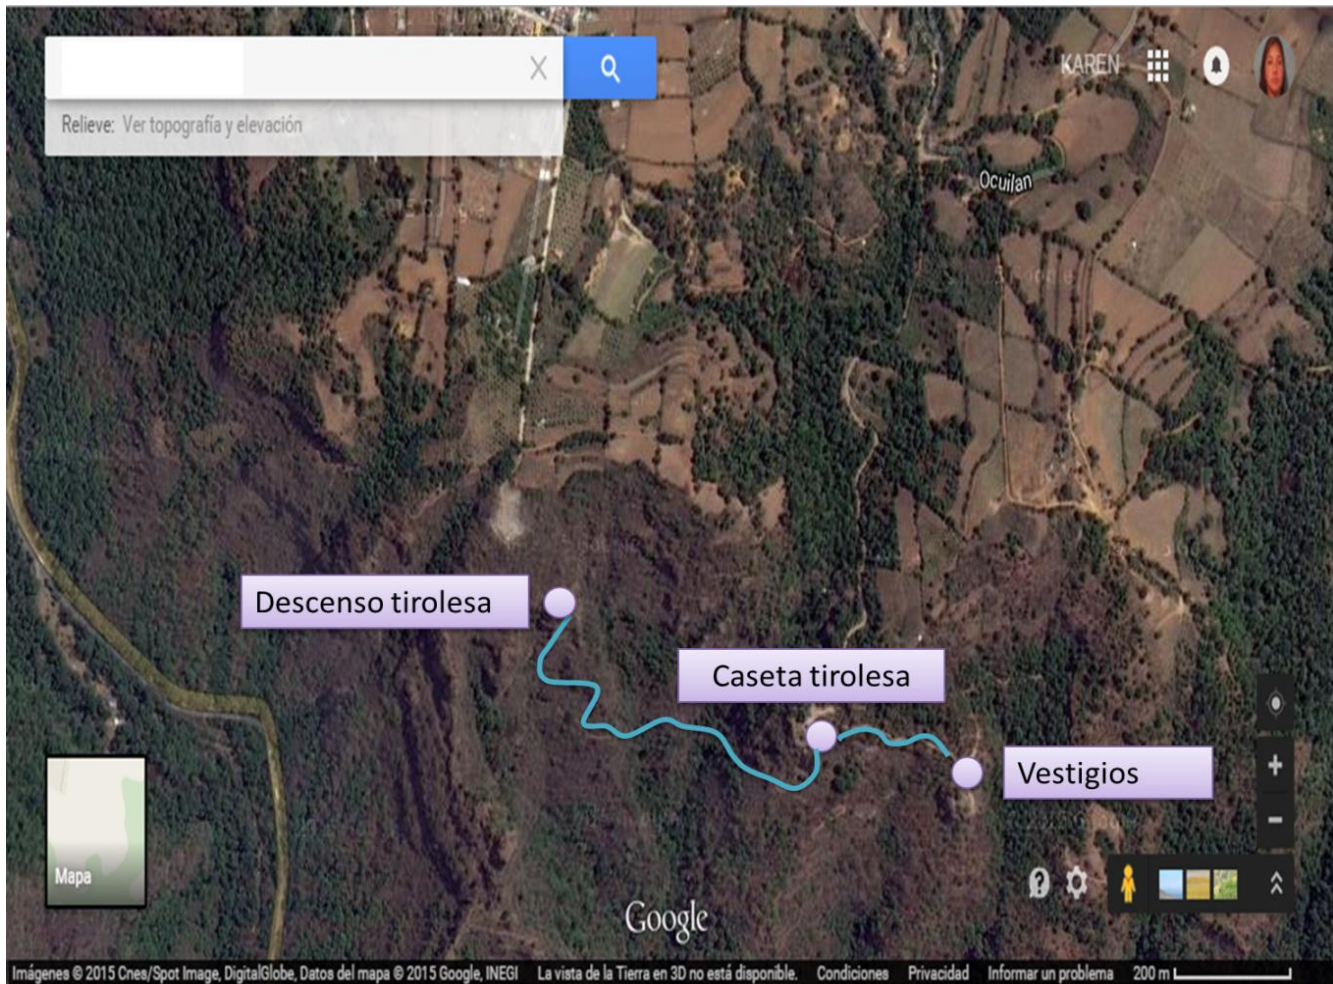 X
KAREN
Relieve: Ver topografía y elevación
Ocuilan
Descenso tirolesa
Caseta tirolesa
Vestigios
Mapa
Google
Imágenes © 2015 Cnes/Spot Image, DigitalGlobe, Datos del mapa © 2015 Google, INEGI La vista de la Tierra en 3D no está disponible. Condiciones Privacidad Informar un problema 200 m